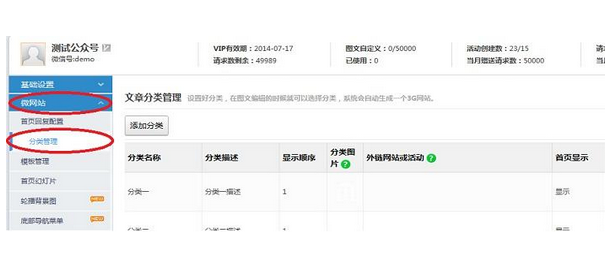 测试公众号
微信号:demo
VIP有效期：2014-07-17
请求数剩余：49989
图文自定义：0/50000
已使用：0
活动创建数：23/15
当月赠送请求数：50000
基础设置
微网站
首页回复配置
分类管理
模板管理
首页幻灯片
轮播背景图
底部导航菜单
文章分类管理 设置好分类，在图文编辑的时候就可以选择分类，系统会自动生成一个3G网站。
添加分类
分类名称 分类描述 显示顺序 分类图片 外链网站或活动 首页显示
分类一 分类一描述 1 显示